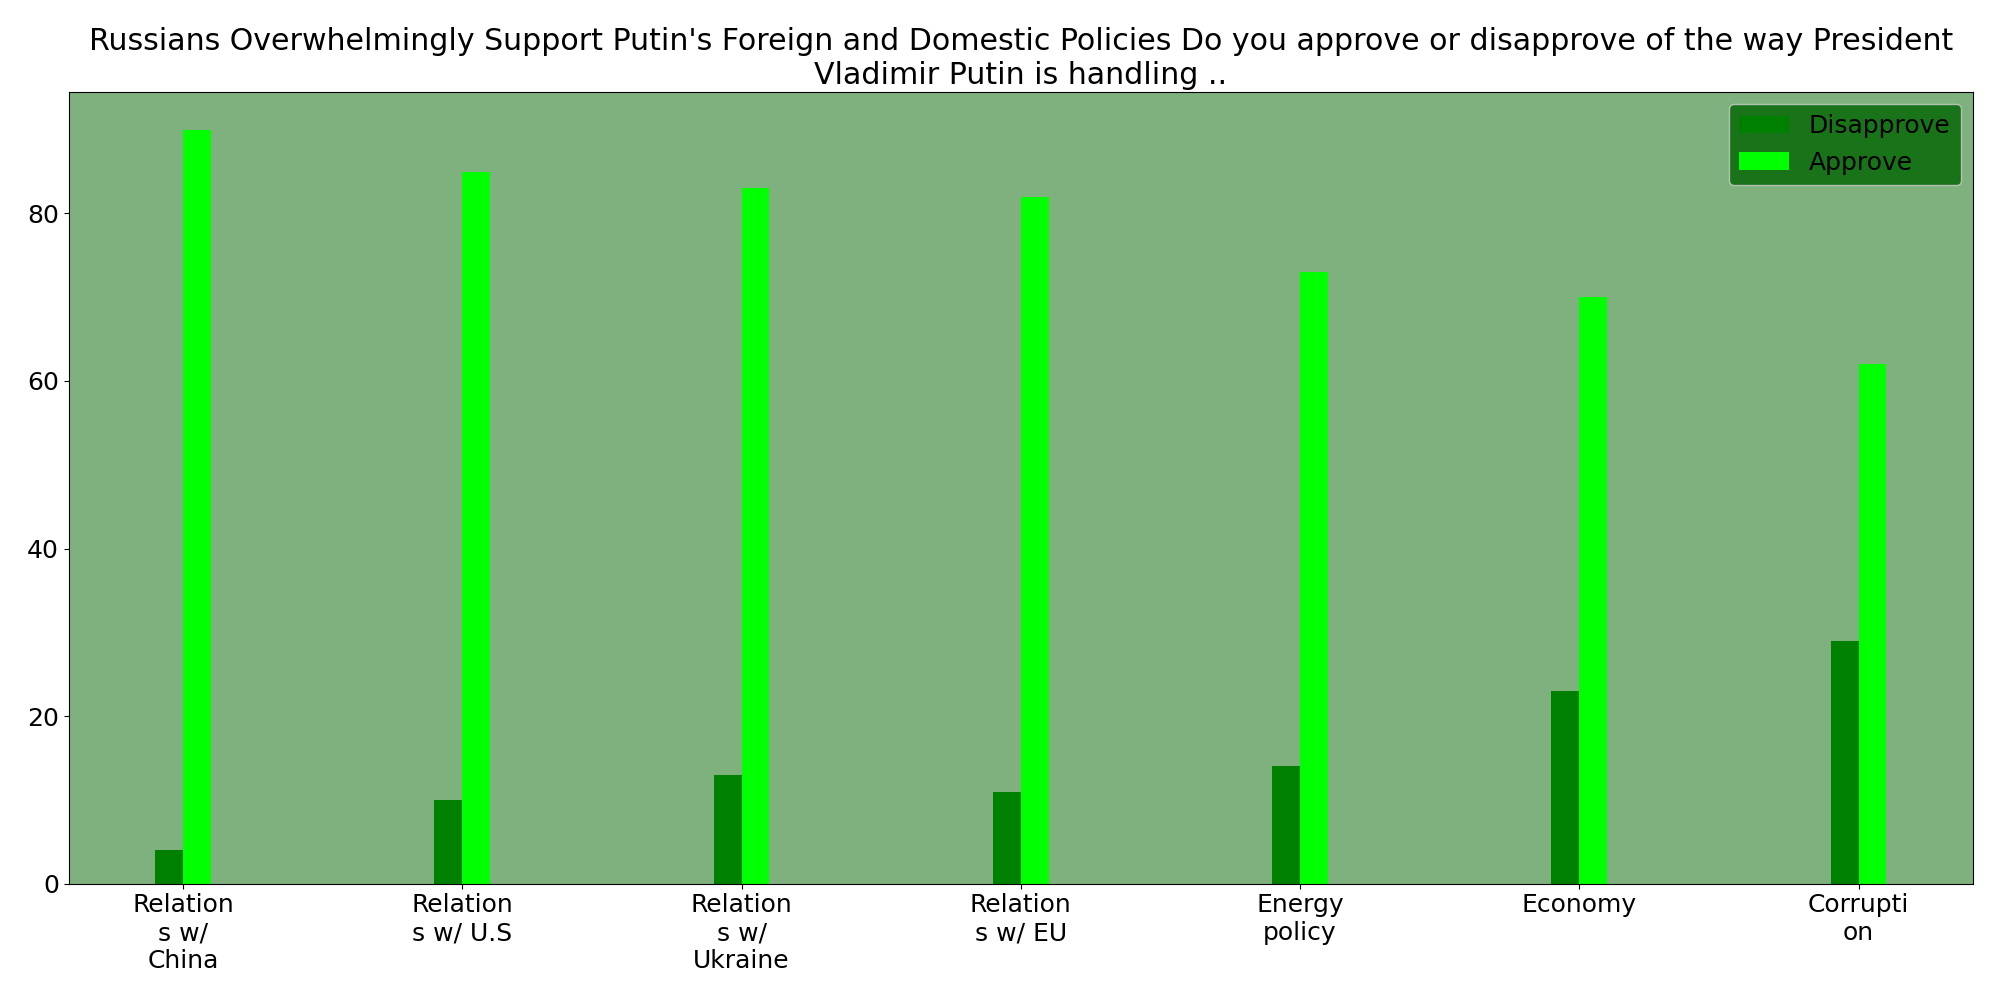 Russians Overwhelmingly Support Putin's Foreign and Domestic Policies Do you approve or disapprove of the way President
Vladimir Putin is handling ..
Disapprove
Approve
80
60
40
20
0
Relation
s w/
China
Relation
s w/ U.S
Relation
s w/
Ukraine
Relation
s w/ EU
Energy
policy
Economy
Corrupti
on